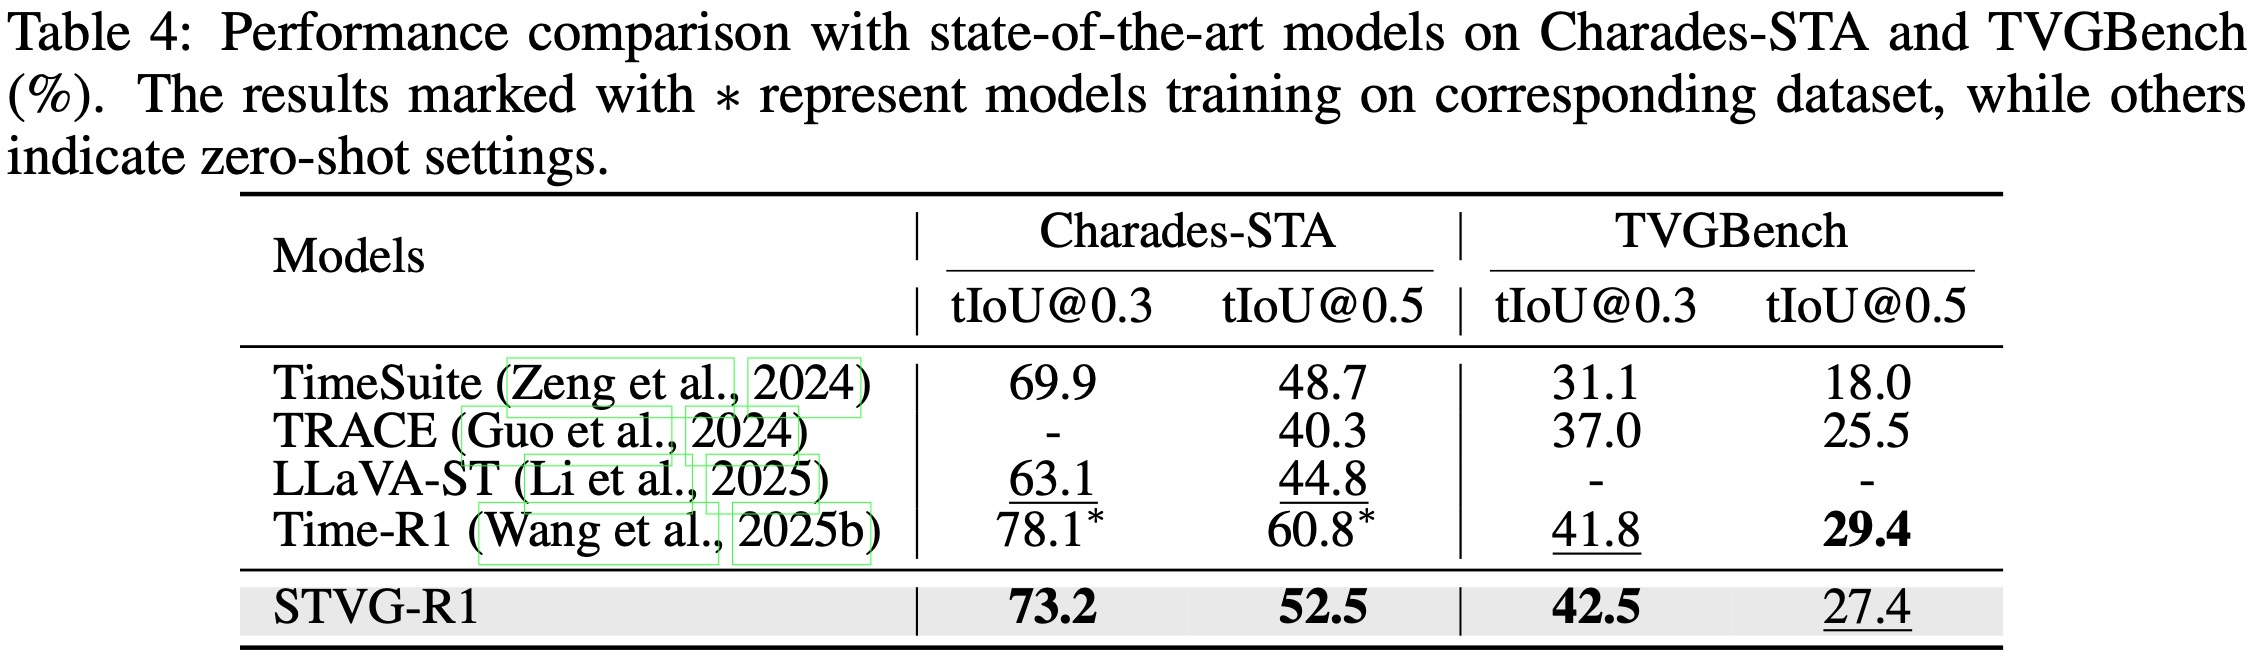 Table 4: Performance comparison with state-of-the-art models on Charades-STA and TVGBench
(%). The results marked with * represent models training on corresponding dataset, while others
indicate zero-shot settings.
Models Charades-STA TVGBench
tIoU@0.3 tIoU@0.5 tIoU@0.3 tIoU@0.5
TimeSuite (Zeng et al., 2024) 69.9 48.7 31.1 18.0
TRACE (Guo et al., 2024) - 40.3 37.0 25.5
LLaVA-ST (Li et al., 2025) 63.1 44.8 - -
Time-R1 (Wang et al., 2025b) 78.1* 60.8* 41.8 29.4
STVG-R1 73.2 52.5 42.5 27.4